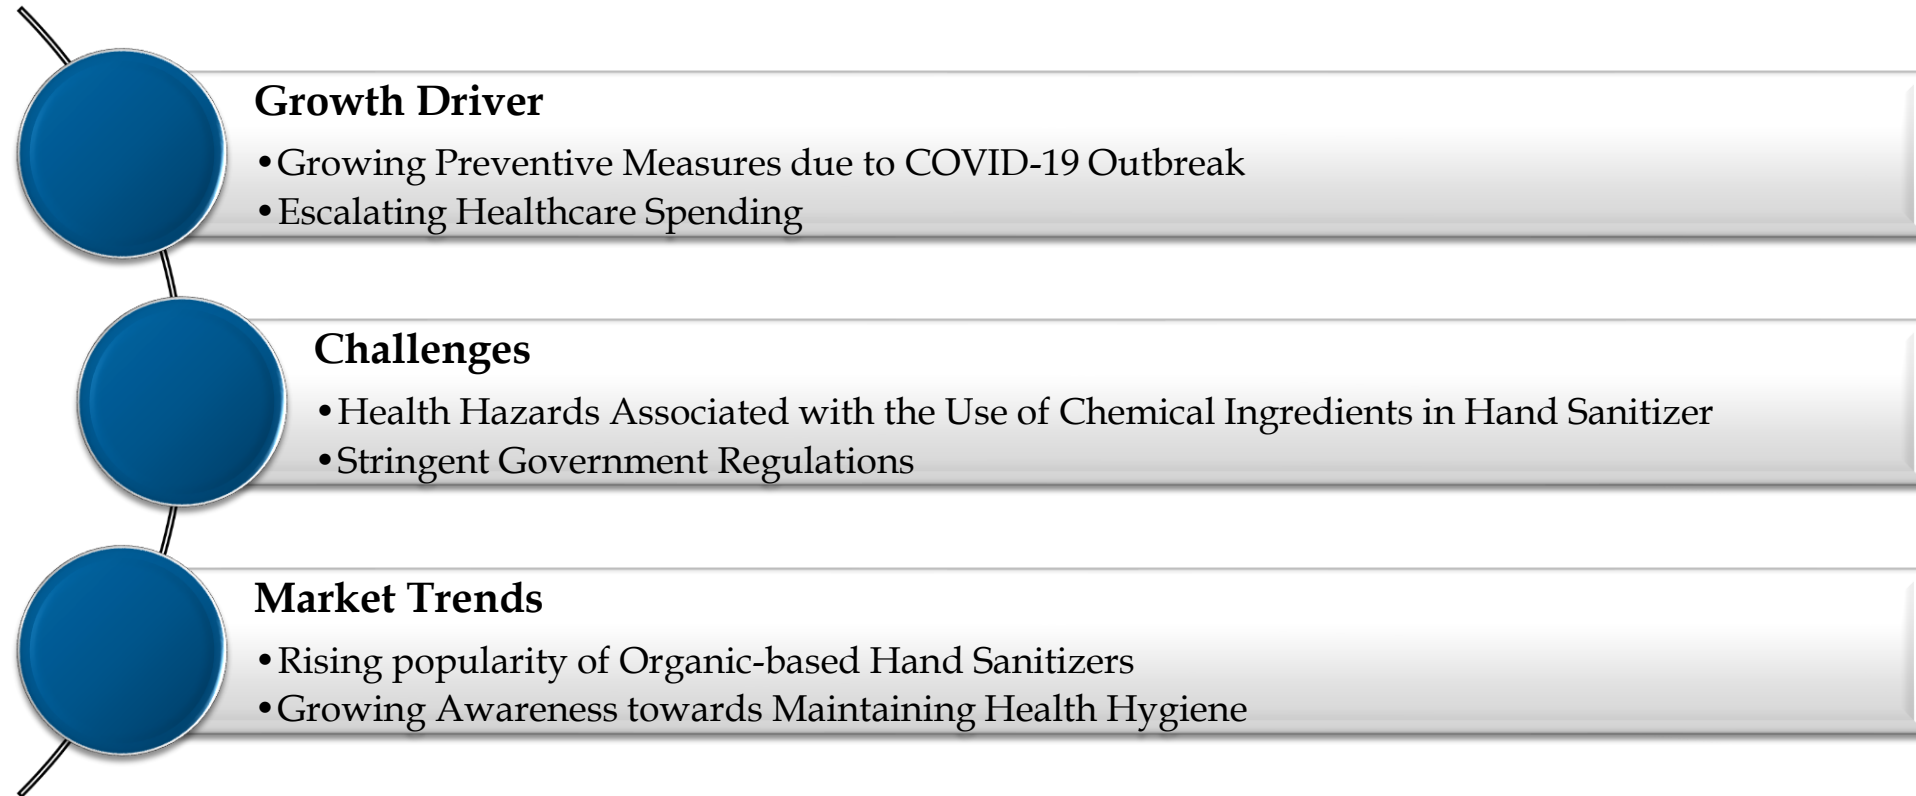 Growth Driver
•Growing Preventive Measures due to COVID-19 Outbreak
•Escalating Healthcare Spending
Challenges
•Health Hazards Associated with the Use of Chemical Ingredients in Hand Sanitizer
•Stringent Government Regulations
Market Trends
•Rising popularity of Organic-based Hand Sanitizers
•Growing Awareness towards Maintaining Health Hygiene